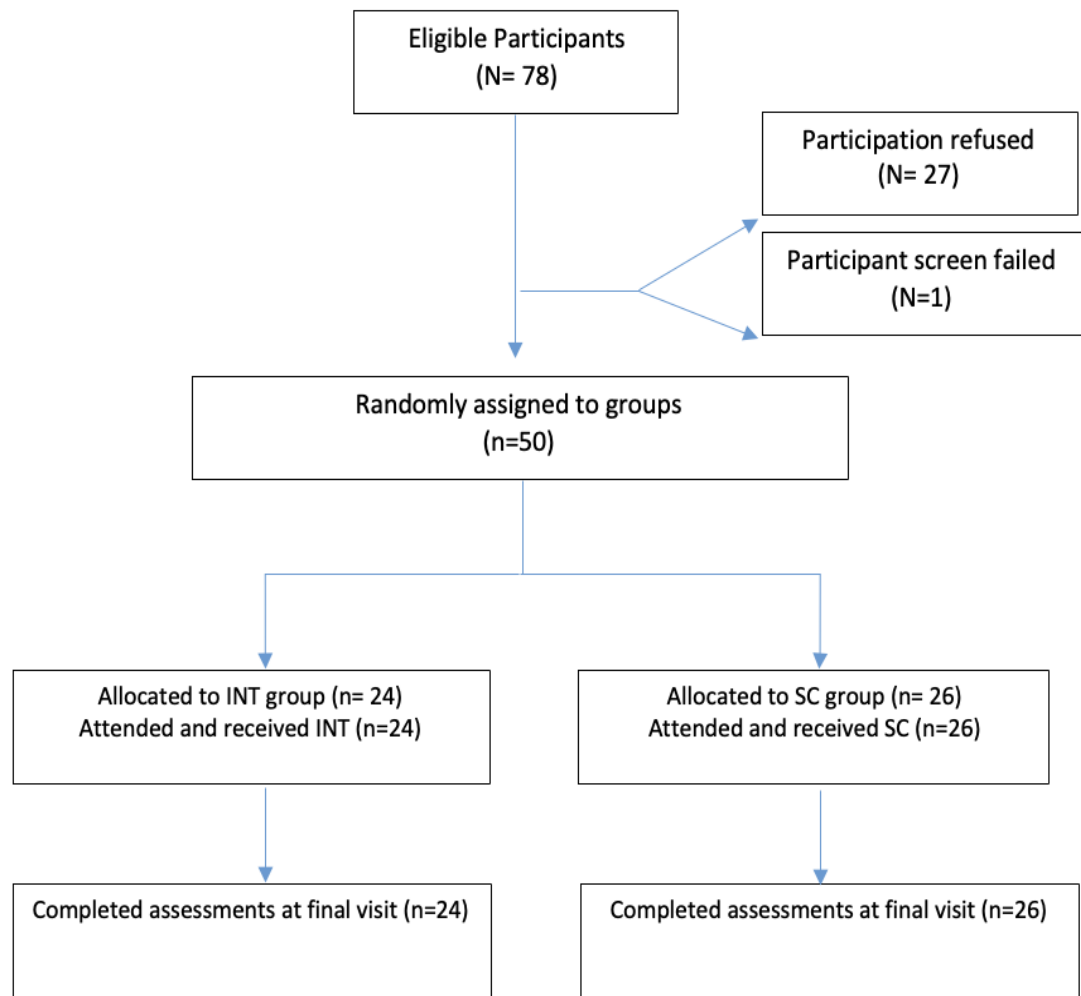 Eligible Participants
(N= 78)
Participation refused
(N= 27)
Participant screen failed
(N=1)
Randomly assigned to groups
(n=50)
Allocated to INT group (n= 24)
Attended and received INT (n=24)
Allocated to SC group (n= 26)
Attended and received SC (n=26)
Completed assessments at final visit (n=24)
Completed assessments at final visit (n=26)